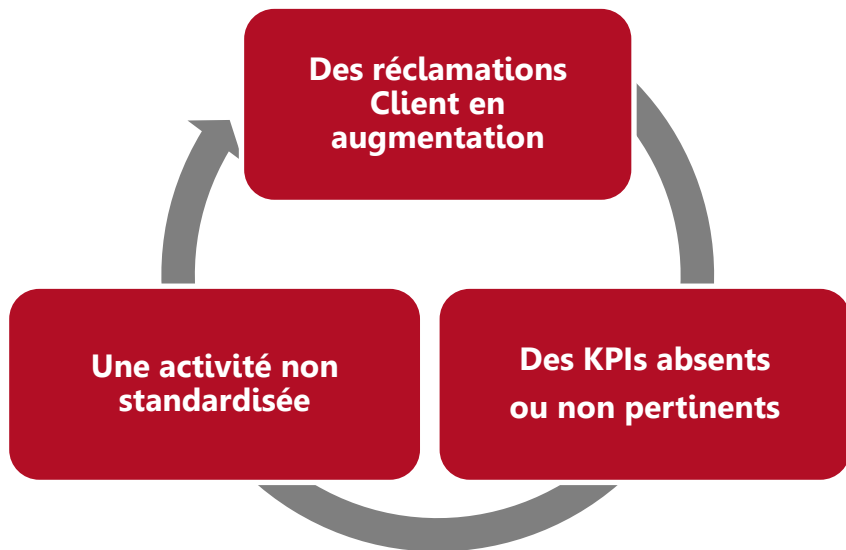 Des réclamations
Client en
augmentation
Une activité non
standardisée
Des KPIs absents
ou non pertinents